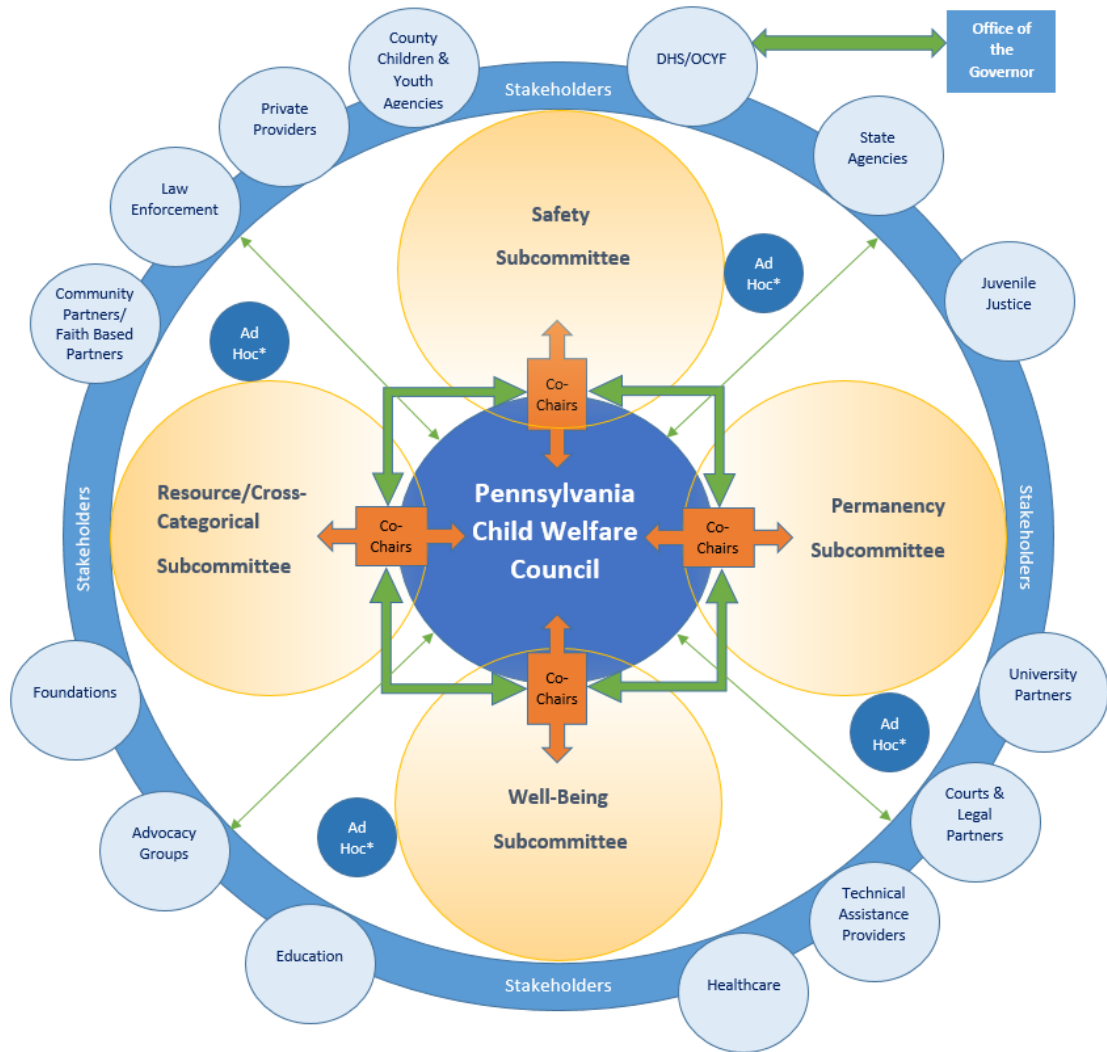 County
Children &
Youth
Agencies
DHS/OCYF
Office of
the
Governor
Stakeholders
Private
Providers
State
Agencies
Law
Enforcement
Safety
Subcommittee
Ad
Hoc*
Juvenile
Justice
Community
Partners/
Faith Based
Partners
Ad
Hoc*
Co-
Chairs
Resource/Cross-
Categorical
Subcommittee
Co-
Chairs
Pennsylvania
Child Welfare
Council
Co-
Chairs
Permanency
Subcommittee
Stakeholders
Stakeholders
Foundations
Co-
Chairs
University
Partners
Ad
Hoc*
Well-Being
Subcommittee
Ad
Hoc*
Advocacy
Groups
Courts &
Legal
Partners
Technical
Assistance
Providers
Education
Stakeholders
Healthcare